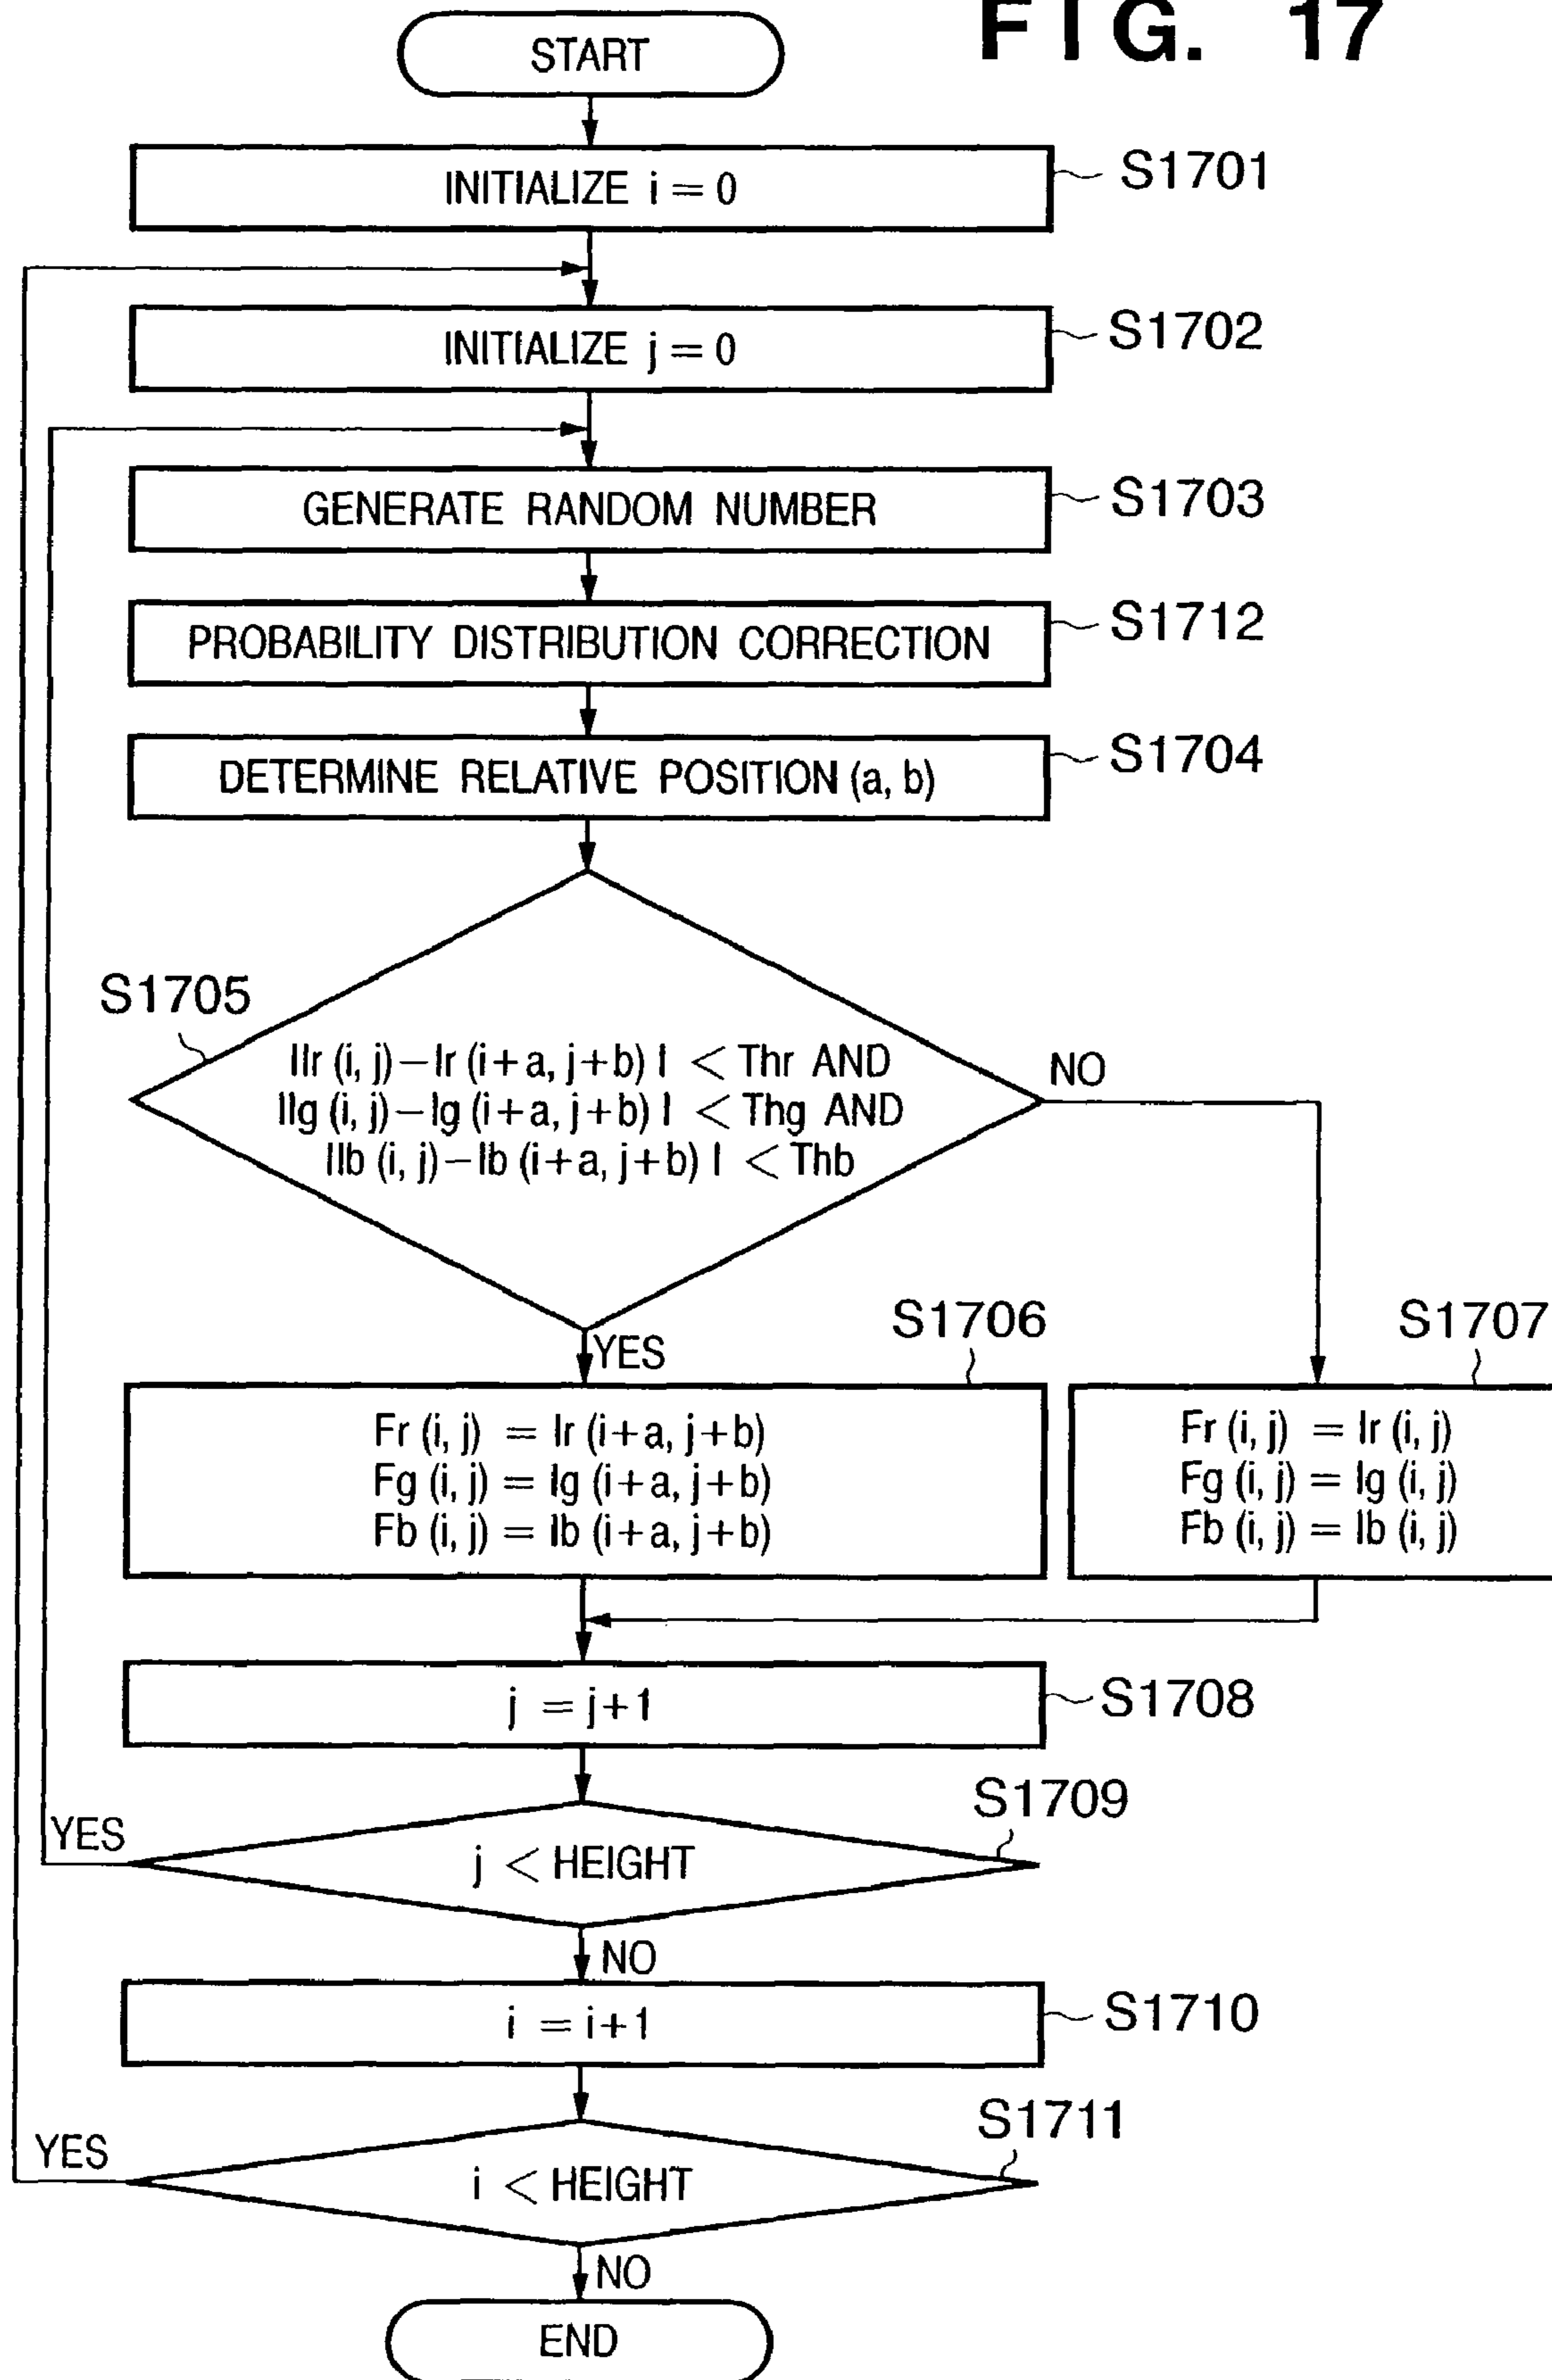 FIG. 17
START
INITIALIZE i = 0
S1701
INITIALIZE j = 0
S1702
GENERATE RANDOM NUMBER
S1703
PROBABILITY DISTRIBUTION CORRECTION
S1712
DETERMINE RELATIVE POSITION (a, b)
S1704
S1705
|Ir (i, j) − Ir (i+a, j+b) | < Thr AND
|Ig (i, j) − Ig (i+a, j+b) | < Thg AND
|Ib (i, j) − Ib (i+a, j+b) | < Thb
NO
YES
S1706
Fr (i, j) = Ir (i+a, j+b)
Fg (i, j) = Ig (i+a, j+b)
Fb (i, j) = Ib (i+a, j+b)
S1707
Fr (i, j) = Ir (i, j)
Fg (i, j) = Ig (i, j)
Fb (i, j) = Ib (i, j)
j = j+1
S1708
S1709
YES
j < HEIGHT
NO
i = i+1
S1710
S1711
YES
i < HEIGHT
NO
END